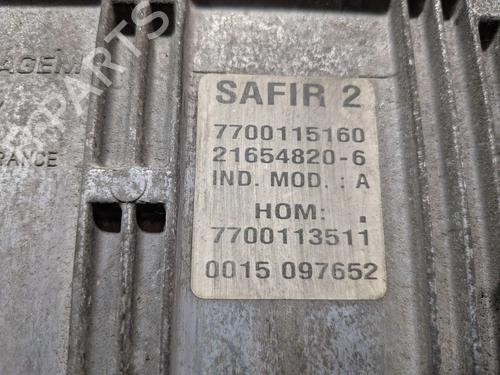 AGEM
RANCE
SAFIR 2
7700115160
21654820-6
IND. MOD. : A
HOM: .
7700113511
0015 097652